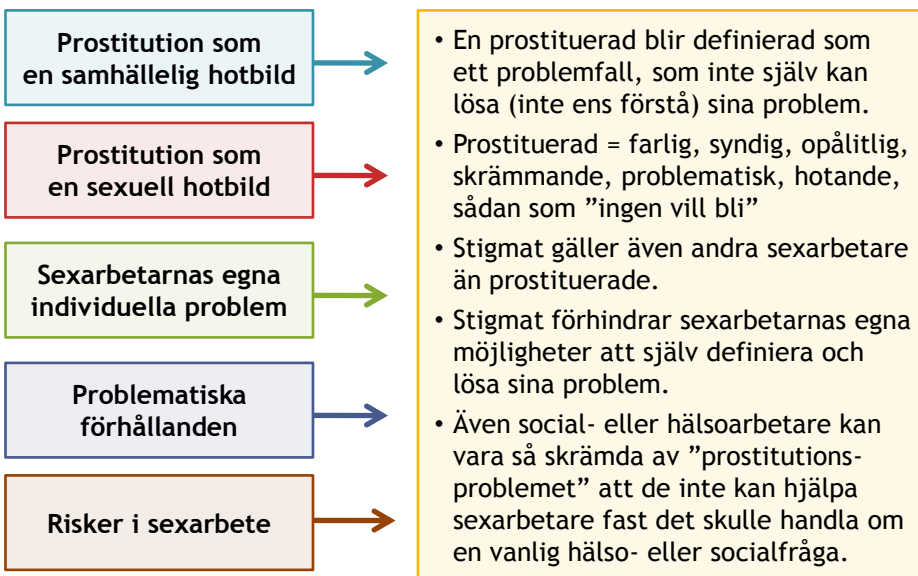 Prostitution som
en samhällelig hotbild
Prostitution som
en sexuell hotbild
Sexarbetarnas egna
individuella problem
Problematiska
förhållanden
Risker i sexarbete
• En prostituerad blir definierad som
ett problemfall, som inte själv kan
lösa (inte ens förstå) sina problem.
• Prostituerad = farlig, syndig, opålitlig,
skrämmande, problematisk, hotande,
sådan som ”ingen vill bli”
• Stigmat gäller även andra sexarbetare
än prostituerade.
• Stigmat förhindrar sexarbetarnas egna
möjligheter att själv definiera och
lösa sina problem.
• Även social- eller hälsoarbetare kan
vara så skrämda av ”prostitutions-
problemet” att de inte kan hjälpa
sexarbetare fast det skulle handla om
en vanlig hälso- eller socialfråga.